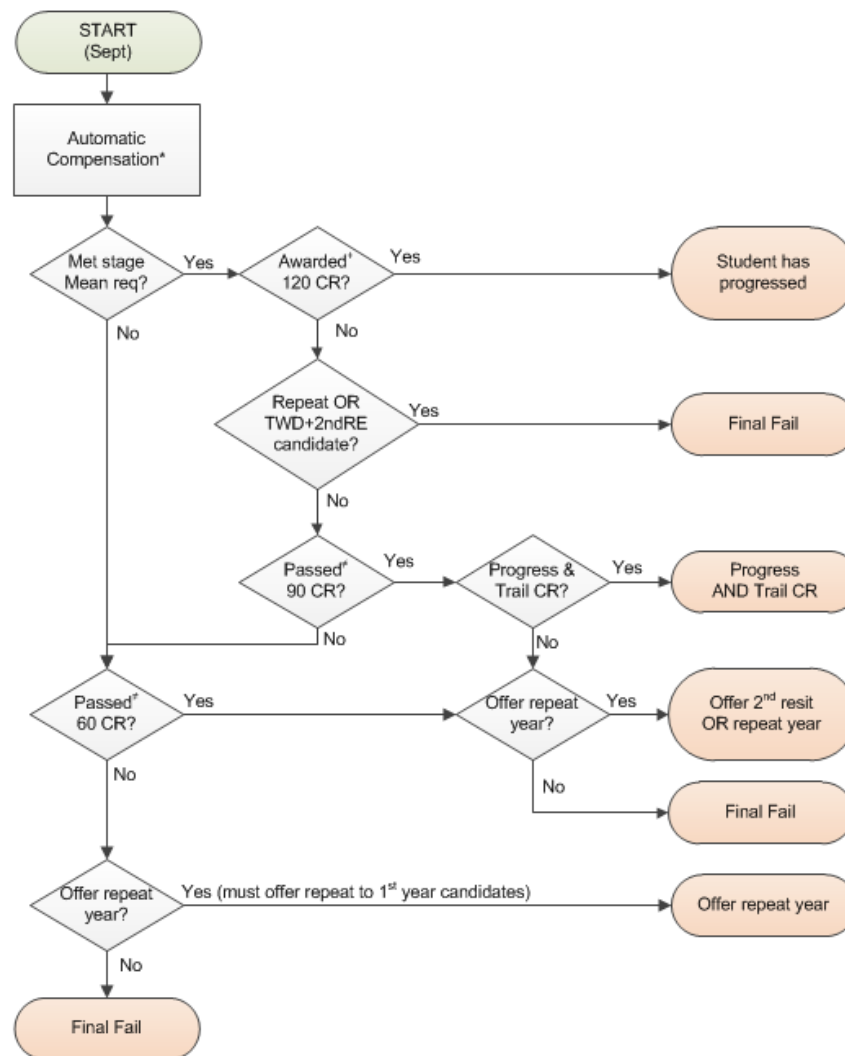 START
(Sept)
Automatic
Compensation*
Met stage
Mean req?
Yes
Awarded⁺
120 CR?
Yes
Student has
progressed
No
No
Repeat OR
TWD+2ndRE
candidate?
Yes
Final Fail
No
Passed≠
90 CR?
Yes
Progress &
Trail CR?
Yes
Progress
AND Trail CR
No
No
Passed≠
60 CR?
Yes
Offer repeat
year?
Yes
Offer 2nd resit
OR repeat year
No
No
Final Fail
Offer repeat
year?
Yes (must offer repeat to 1st year candidates)
Offer repeat year
No
Final Fail